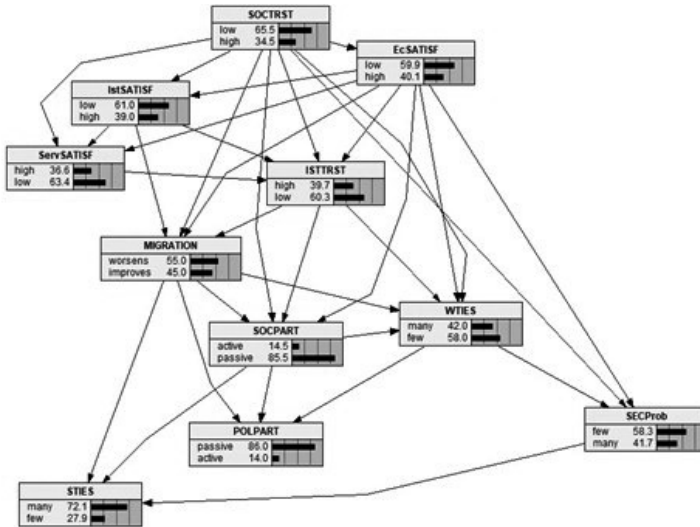 SOCTRST
low 65.5
high 34.5
EcSATISF
low 59.9
high 40.1
IstSATISF
low 61.0
high 39.0
ServSATISF
high 36.6
low 63.4
ISTTRST
high 39.7
low 60.3
MIGRATION
worsens 55.0
improves 45.0
WTIES
many 42.0
few 58.0
SOCPART
active 14.5
passive 85.5
SECProb
few 58.3
many 41.7
POLPART
passive 86.0
active 14.0
STIES
many 72.1
few 27.9